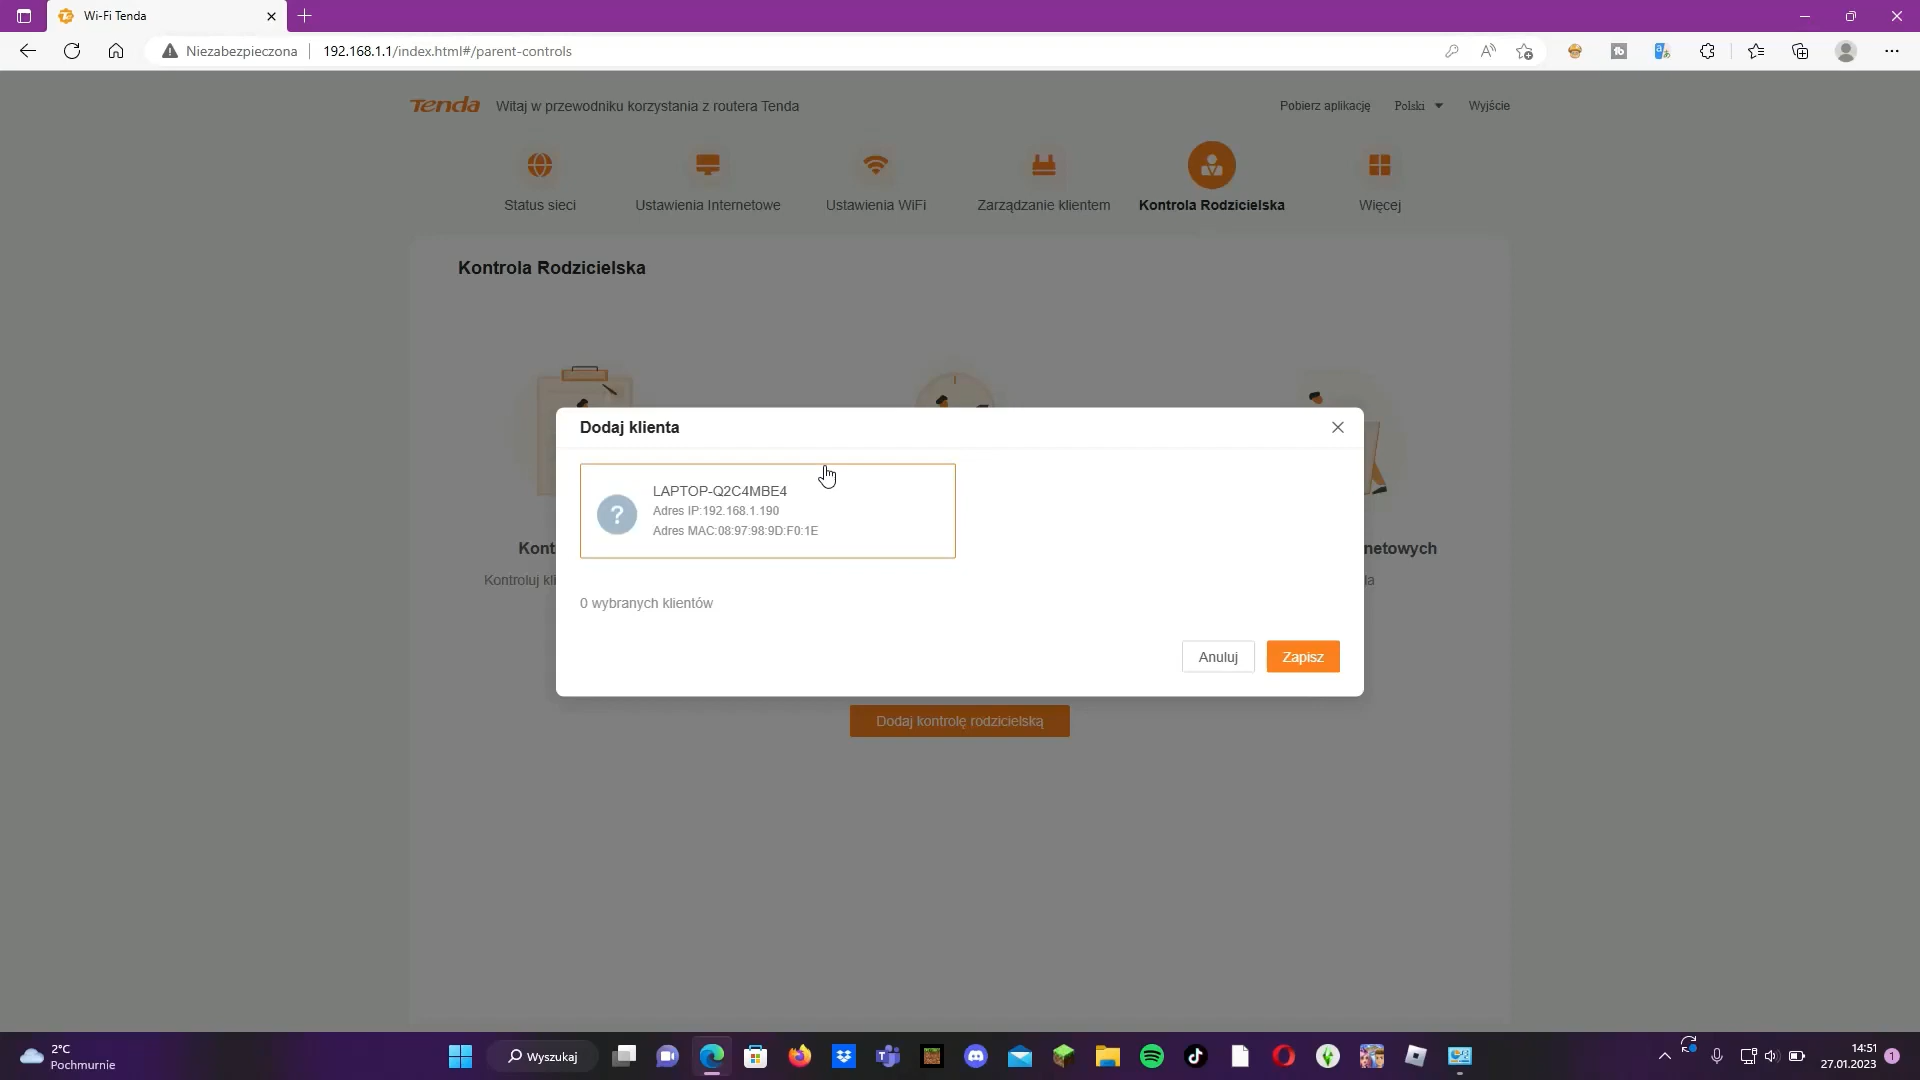 Wi-Fi Tenda
Niezabezpieczona
192.168.1.1/index.html#/parent-controls
Tenda
Witaj w przewodniku korzystania z routera Tenda
Pobierz aplikację
Polski
Wyjście
Status sieci
Ustawienia Internetowe
Ustawienia WiFi
Zarządzanie klientem
Kontrola Rodzicielska
Więcej
Kontrola Rodzicielska
Dodaj klienta
LAPTOP-Q2C4MBE4
Adres IP:192.168.1.190
Adres MAC:08:97:98:9D:F0:1E
Kont
netowych
Kontroluj kli
la
0 wybranych klientów
Anuluj
Zapisz
Dodaj kontrolę rodzicielską
2°C
Pochmurnie
Wyszukaj
14:51
27.01.2023
1